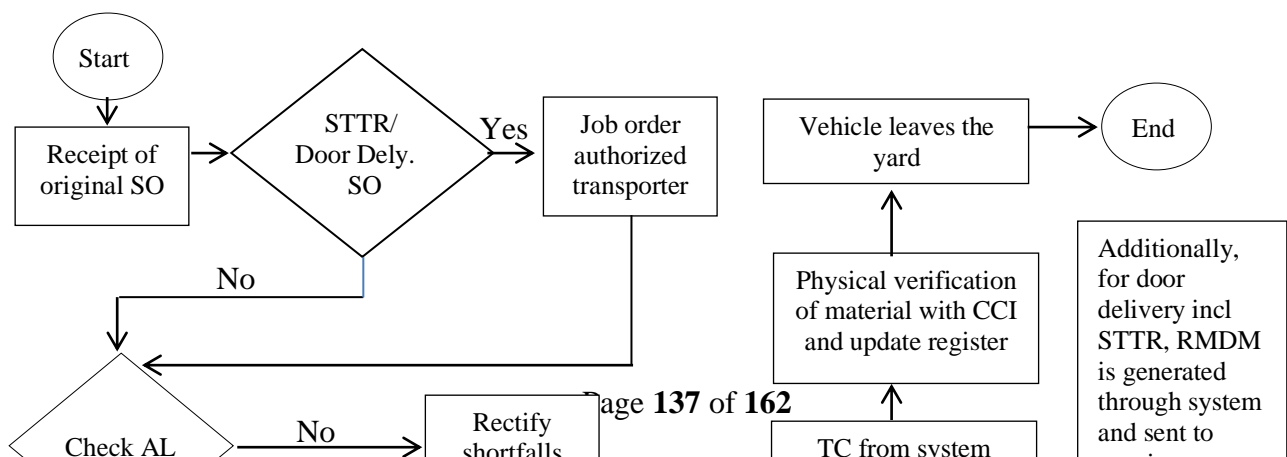 Start
Receipt of
original SO
STTR/
Door Dely.
SO
Yes
Job order
authorized
transporter
No
Check AL
No
Rectify
shortfalls
Vehicle leaves the
yard
End
Physical verification
of material with CCI
and update register
TC from system
Additionally,
for door
delivery incl
STTR, RMDM
is generated
through system
and sent to
Page 137 of 162